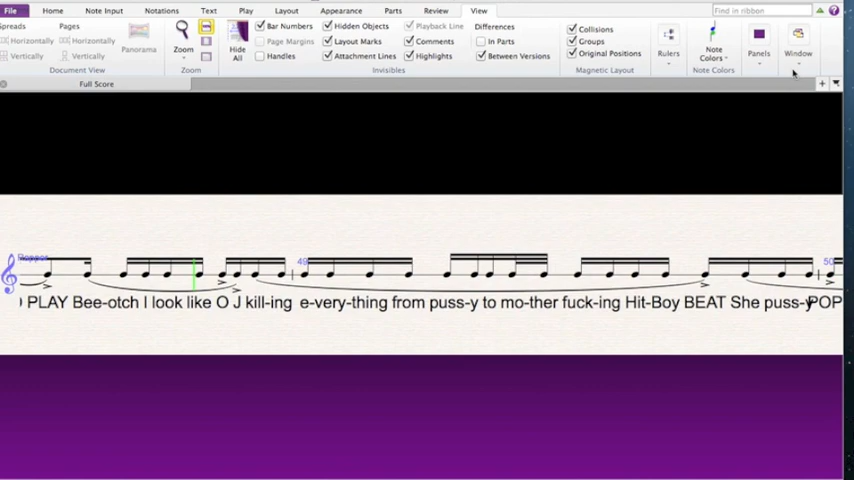 File Home Note Input Notations Text Play Layout Appearance Parts Review View Find in ribbon
Spreads Pages Bar Numbers Hidden Objects Playback Line Differences Collisions
Horizontally Horizontally Panorama Zoom Hide All Page Margins Layout Marks Comments In Parts Groups Rulers Note Colors Panels Window
Vertically Vertically Handles Attachment Lines Highlights Between Versions Original Positions
Document View Zoom Invisibles Magnetic Layout Note Colors
Full Score
Rapper 49 50
PLAY Bee-otch I look like O J kill-ing e-very-thing from puss-y to mo-ther fuck-ing Hit-Boy BEAT She puss-y POP